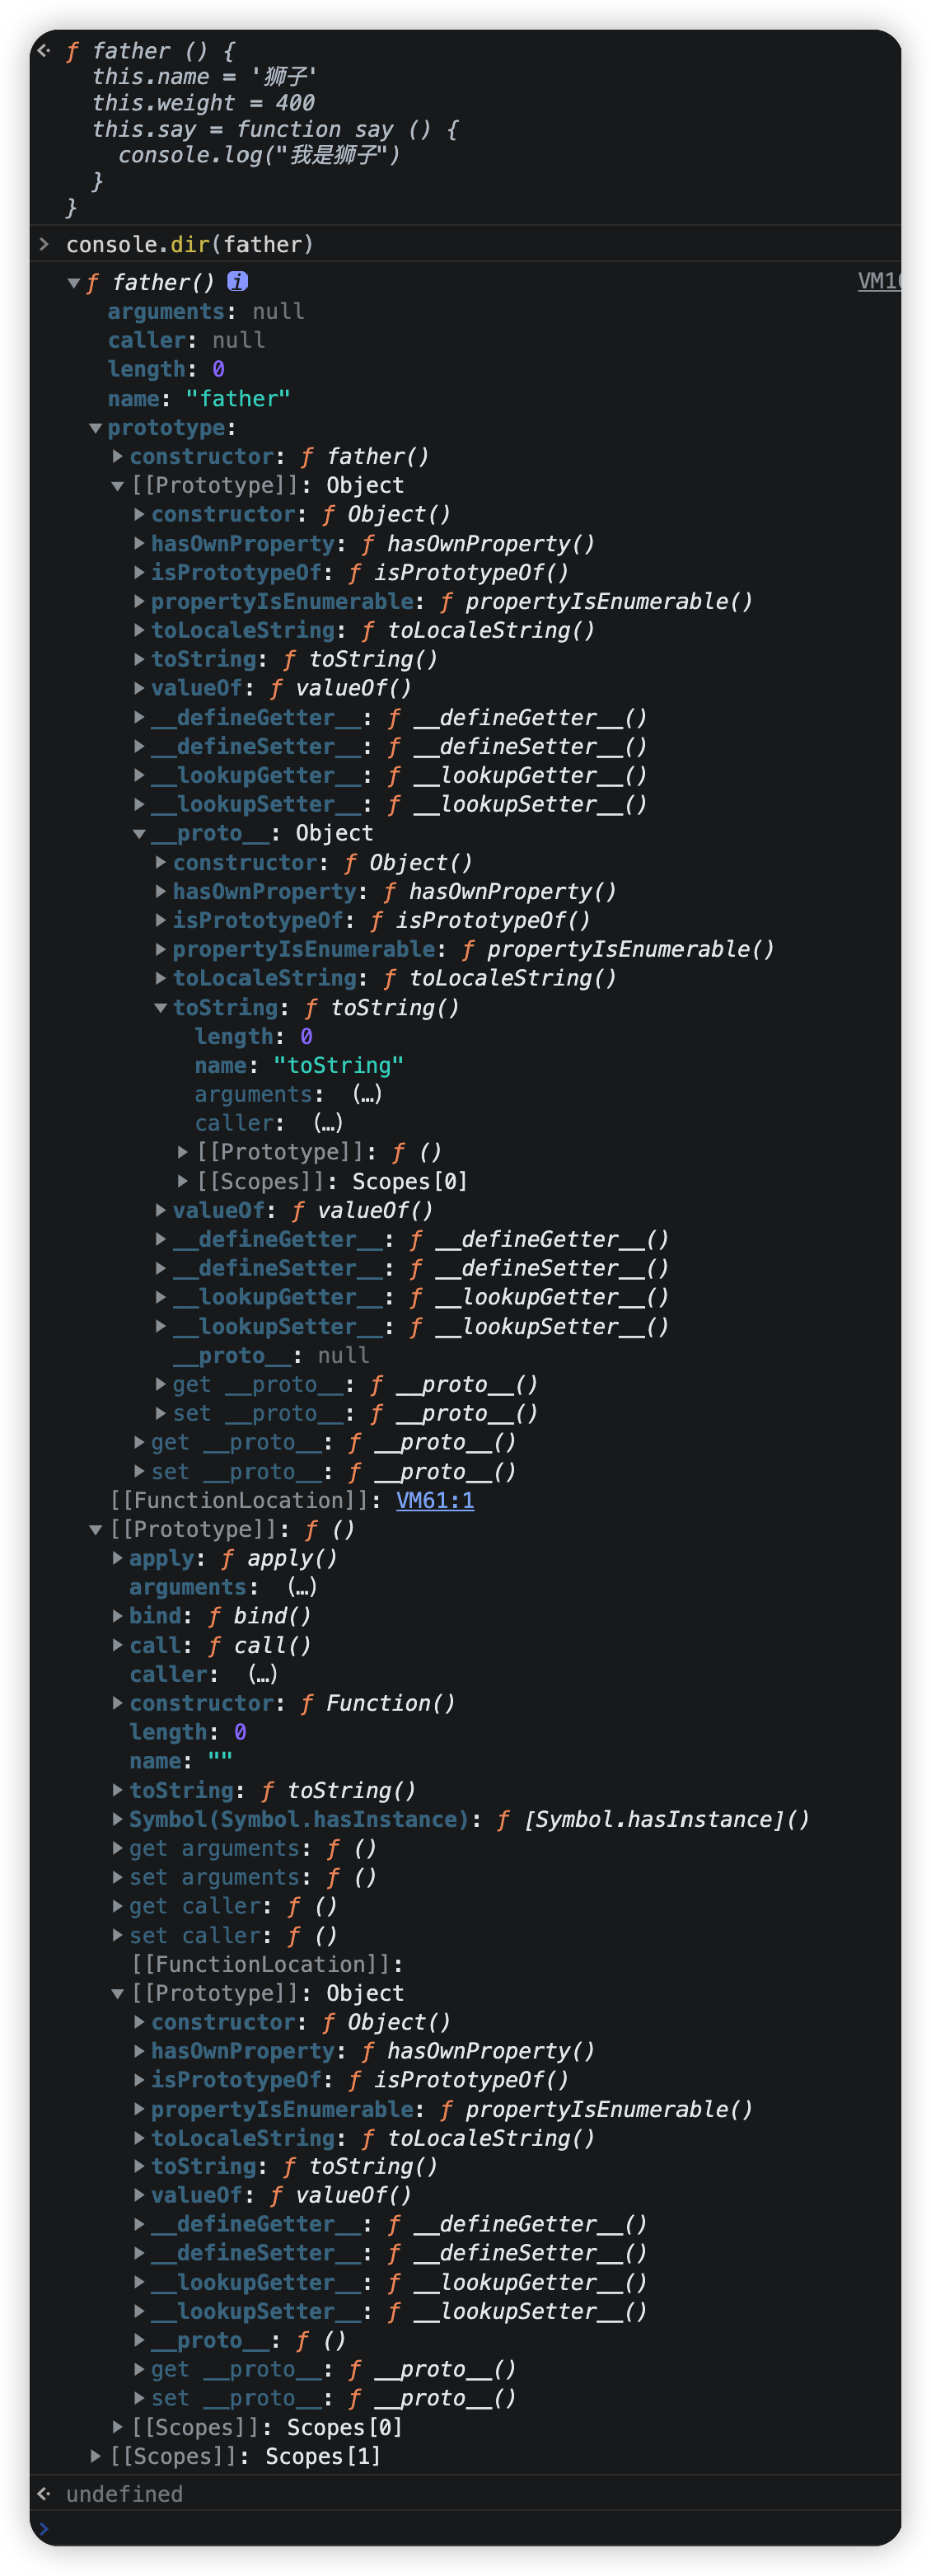 ƒ father () {
this.name = '狮子'
this.weight = 400
this.say = function say () {
console.log("我是狮子")
}
}
console.dir(father)
ƒ father() i VM10
arguments: null
caller: null
length: 0
name: "father"
prototype:
constructor: ƒ father()
[[Prototype]]: Object
constructor: ƒ Object()
hasOwnProperty: ƒ hasOwnProperty()
isPrototypeOf: ƒ isPrototypeOf()
propertyIsEnumerable: ƒ propertyIsEnumerable()
toLocaleString: ƒ toLocaleString()
toString: ƒ toString()
valueOf: ƒ valueOf()
__defineGetter__: ƒ __defineGetter__()
__defineSetter__: ƒ __defineSetter__()
__lookupGetter__: ƒ __lookupGetter__()
__lookupSetter__: ƒ __lookupSetter__()
__proto__: Object
constructor: ƒ Object()
hasOwnProperty: ƒ hasOwnProperty()
isPrototypeOf: ƒ isPrototypeOf()
propertyIsEnumerable: ƒ propertyIsEnumerable()
toLocaleString: ƒ toLocaleString()
toString: ƒ toString()
length: 0
name: "toString"
arguments: (…)
caller: (…)
[[Prototype]]: ƒ ()
[[Scopes]]: Scopes[0]
valueOf: ƒ valueOf()
__defineGetter__: ƒ __defineGetter__()
__defineSetter__: ƒ __defineSetter__()
__lookupGetter__: ƒ __lookupGetter__()
__lookupSetter__: ƒ __lookupSetter__()
__proto__: null
get __proto__: ƒ __proto__()
set __proto__: ƒ __proto__()
get __proto__: ƒ __proto__()
set __proto__: ƒ __proto__()
[[FunctionLocation]]: VM61:1
[[Prototype]]: ƒ ()
apply: ƒ apply()
arguments: (…)
bind: ƒ bind()
call: ƒ call()
caller: (…)
constructor: ƒ Function()
length: 0
name: ""
toString: ƒ toString()
Symbol(Symbol.hasInstance): ƒ [Symbol.hasInstance]()
get arguments: ƒ ()
set arguments: ƒ ()
get caller: ƒ ()
set caller: ƒ ()
[[FunctionLocation]]:
[[Prototype]]: Object
constructor: ƒ Object()
hasOwnProperty: ƒ hasOwnProperty()
isPrototypeOf: ƒ isPrototypeOf()
propertyIsEnumerable: ƒ propertyIsEnumerable()
toLocaleString: ƒ toLocaleString()
toString: ƒ toString()
valueOf: ƒ valueOf()
__defineGetter__: ƒ __defineGetter__()
__defineSetter__: ƒ __defineSetter__()
__lookupGetter__: ƒ __lookupGetter__()
__lookupSetter__: ƒ __lookupSetter__()
__proto__: ƒ ()
get __proto__: ƒ __proto__()
set __proto__: ƒ __proto__()
[[Scopes]]: Scopes[0]
[[Scopes]]: Scopes[1]
undefined